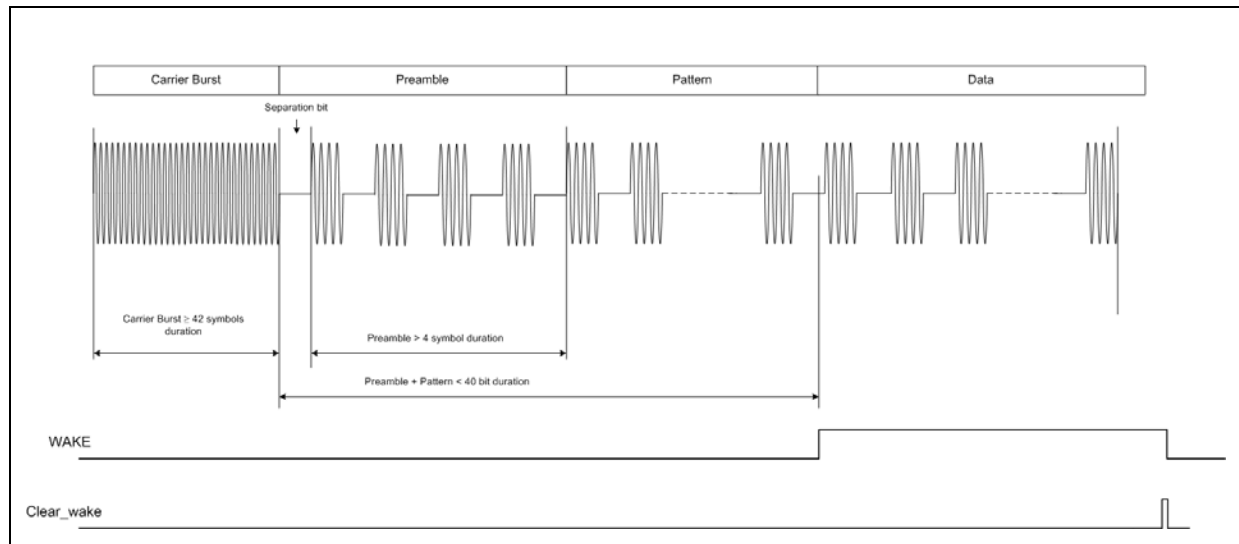 Carrier Burst Preamble Pattern Data
Separation bit
Carrier Burst ≥ 42 symbols
duration
Preamble > 4 symbol duration
Preamble + Pattern < 40 bit duration
WAKE
Clear_wake